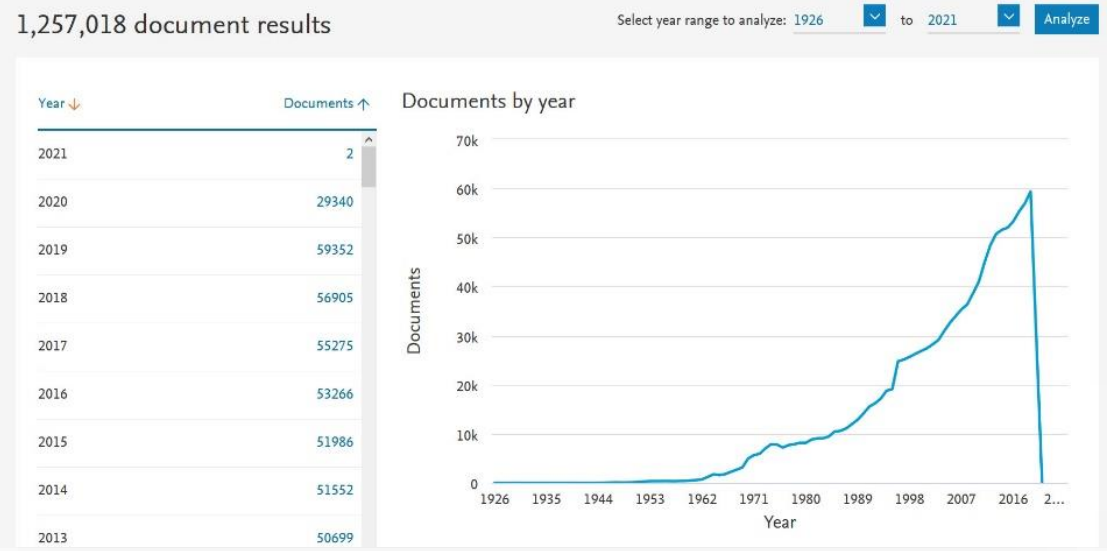 1,257,018 document results
Select year range to analyze: 1926 to 2021 Analyze
Year Documents
2021 2
2020 29340
2019 59352
2018 56905
2017 55275
2016 53266
2015 51986
2014 51552
2013 50699
Documents by year
70k
60k
50k
40k
30k
20k
10k
0
Documents
1926 1935 1944 1953 1962 1971 1980 1989 1998 2007 2016 2...
Year